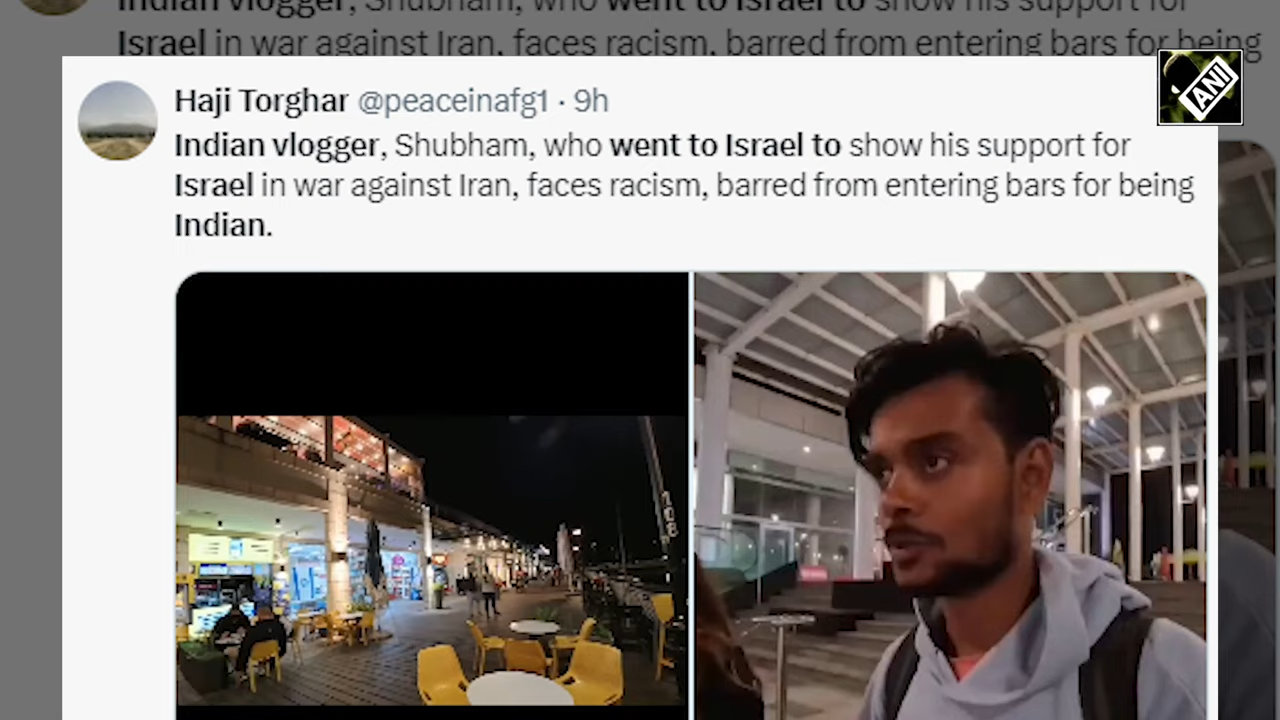 Indian vlogger, Shubham, who went to Israel to show his support for
Israel in war against Iran, faces racism, barred from entering bars for being
ANI
Haji Torghar @peaceinafg1 · 9h
Indian vlogger, Shubham, who went to Israel to show his support for
Israel in war against Iran, faces racism, barred from entering bars for being
Indian.